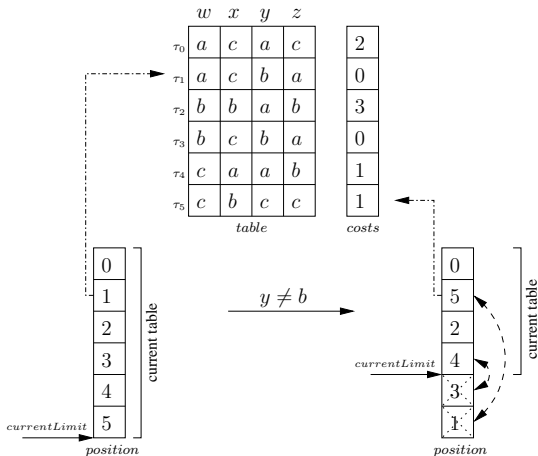 w x y z
τ0 a c a c 2
τ1 a c b a 0
τ2 b b a b 3
τ3 b c b a 0
τ4 c a a b 1
τ5 c b c c 1
table costs
0
1
2
3
4
5
current table
currentLimit
position
y ≠ b
0
5
2
4
3
1
current table
currentLimit
position